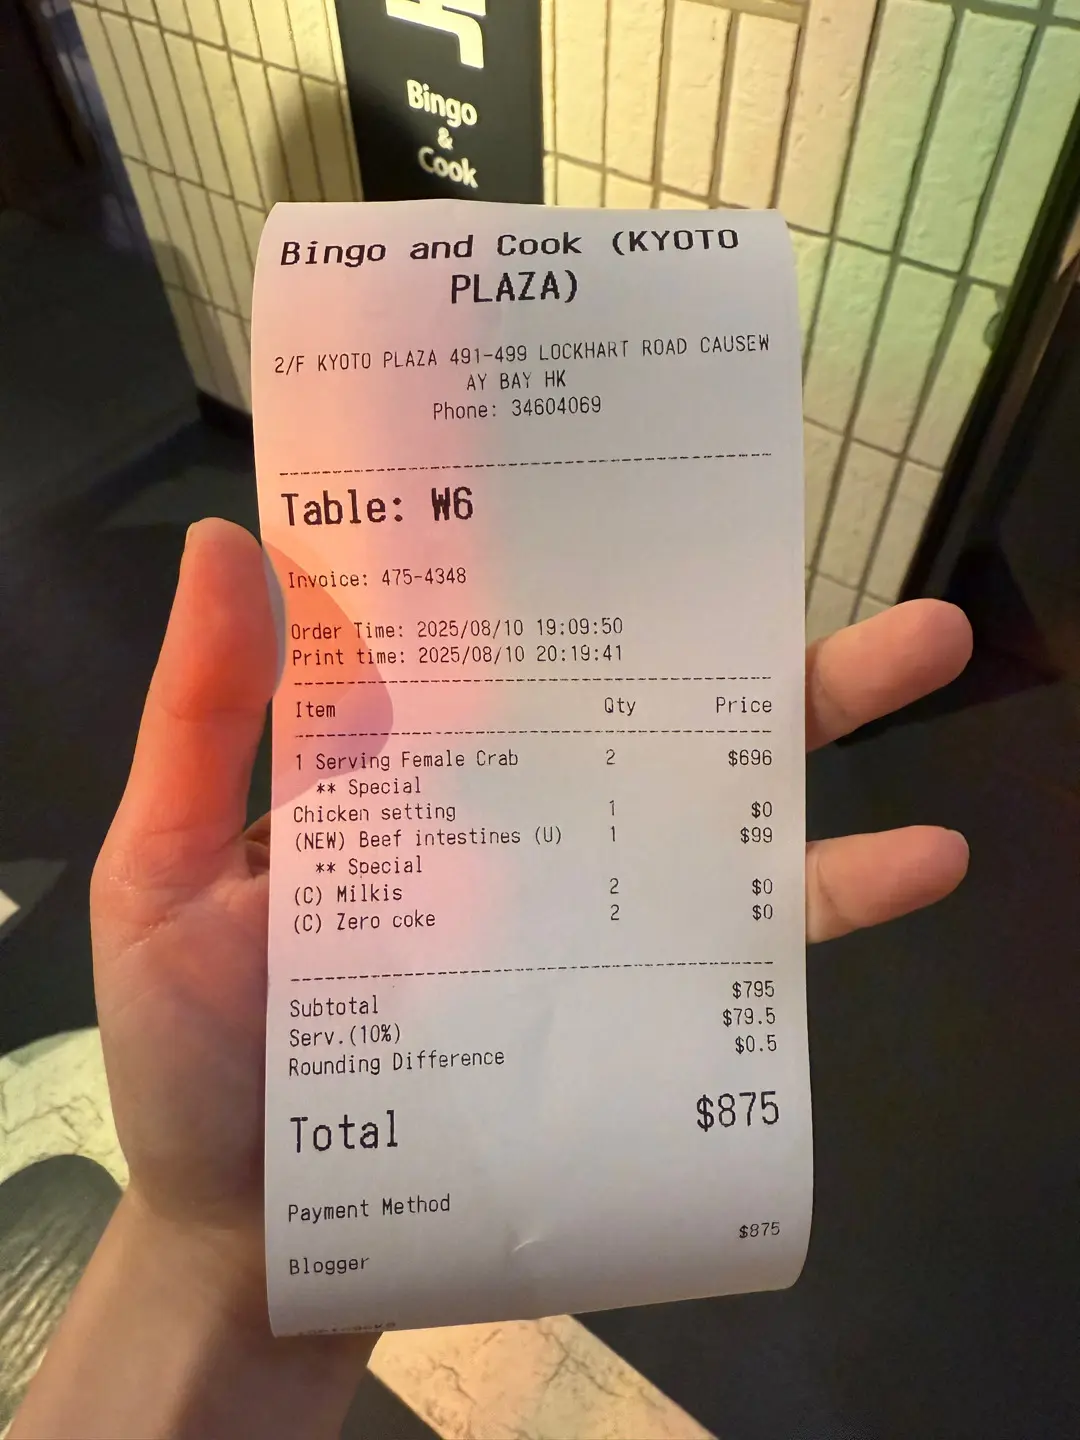 Bingo
&
Cook
Bingo and Cook (KYOTO
PLAZA)
2/F KYOTO PLAZA 491-499 LOCKHART ROAD CAUSEW
AY BAY HK
Phone: 34604069
Table: W6
Invoice: 475-4348
Order Time: 2025/08/10 19:09:50
Print time: 2025/08/10 20:19:41
Item Qty Price
1 Serving Female Crab 2 $696
** Special
Chicken setting 1 $0
(NEW) Beef intestines (U) 1 $99
** Special
(C) Milkis 2 $0
(C) Zero coke 2 $0
Subtotal $795
Serv.(10%) $79.5
Rounding Difference $0.5
Total $875
Payment Method
Blogger $875